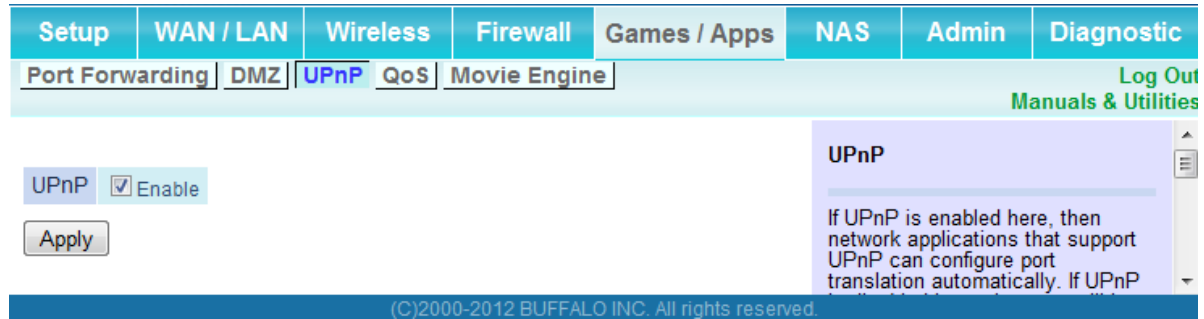 Setup WAN / LAN Wireless Firewall Games / Apps NAS Admin Diagnostic
Port Forwarding DMZ UPnP QoS Movie Engine
Log Out
Manuals & Utilities
UPnP Enable
Apply
UPnP
If UPnP is enabled here, then
network applications that support
UPnP can configure port
translation automatically. If UPnP
(C)2000-2012 BUFFALO INC. All rights reserved.